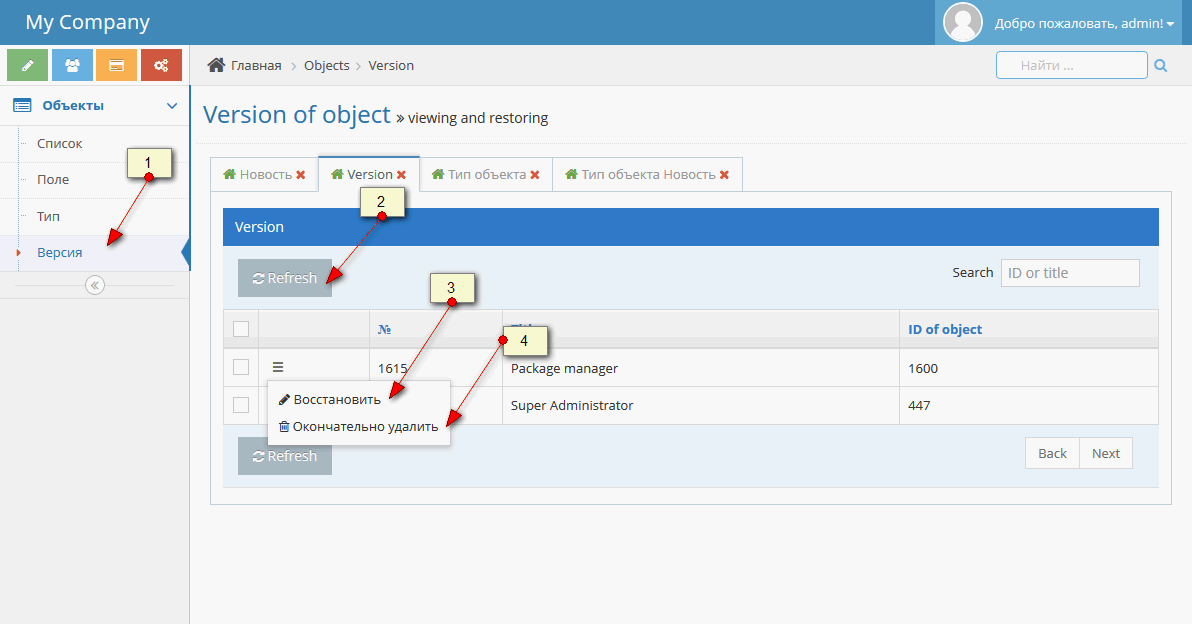 My Company
Добро пожаловать, admin!
Главная > Objects > Version
Найти ...
Объекты
Список
Поле
Тип
Версия
Version of object » viewing and restoring
Новость
Version
Тип объекта
Тип объекта Новость
1
2
3
4
Version
Refresh
Search ID or title
№ ID of object
1615 Package manager 1600
Super Administrator 447
Восстановить
Окончательно удалить
Refresh
Back Next